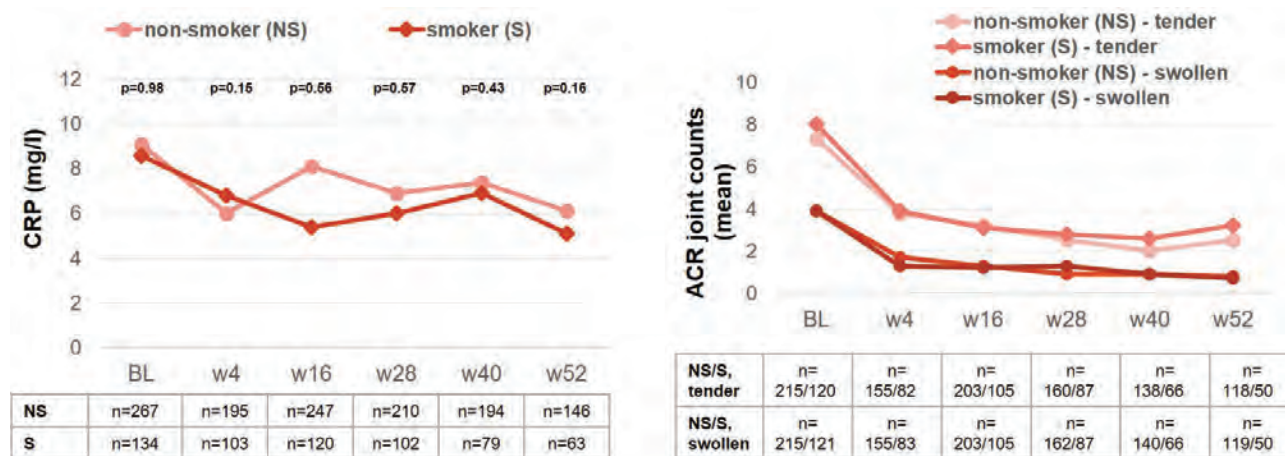 non-smoker (NS)
smoker (S)
CRP (mg/l)
12
10
8
6
4
2
0
p=0.98 p=0.16 p=0.66 p=0.67 p=0.43 p=0.16
BL w4 w16 w28 w40 w52
NS n=267 n=195 n=247 n=210 n=194 n=146
S n=134 n=103 n=120 n=102 n=79 n=63
non-smoker (NS) - tender
smoker (S) - tender
non-smoker (NS) - swollen
smoker (S) - swollen
ACR joint counts
(mean)
10
8
6
4
2
0
BL w4 w16 w28 w40 w52
NS/S, n= n= n= n= n= n=
tender 215/120 155/82 203/105 160/87 138/66 118/50
NS/S, n= n= n= n= n= n=
swollen 215/121 155/83 203/105 162/87 140/66 119/50